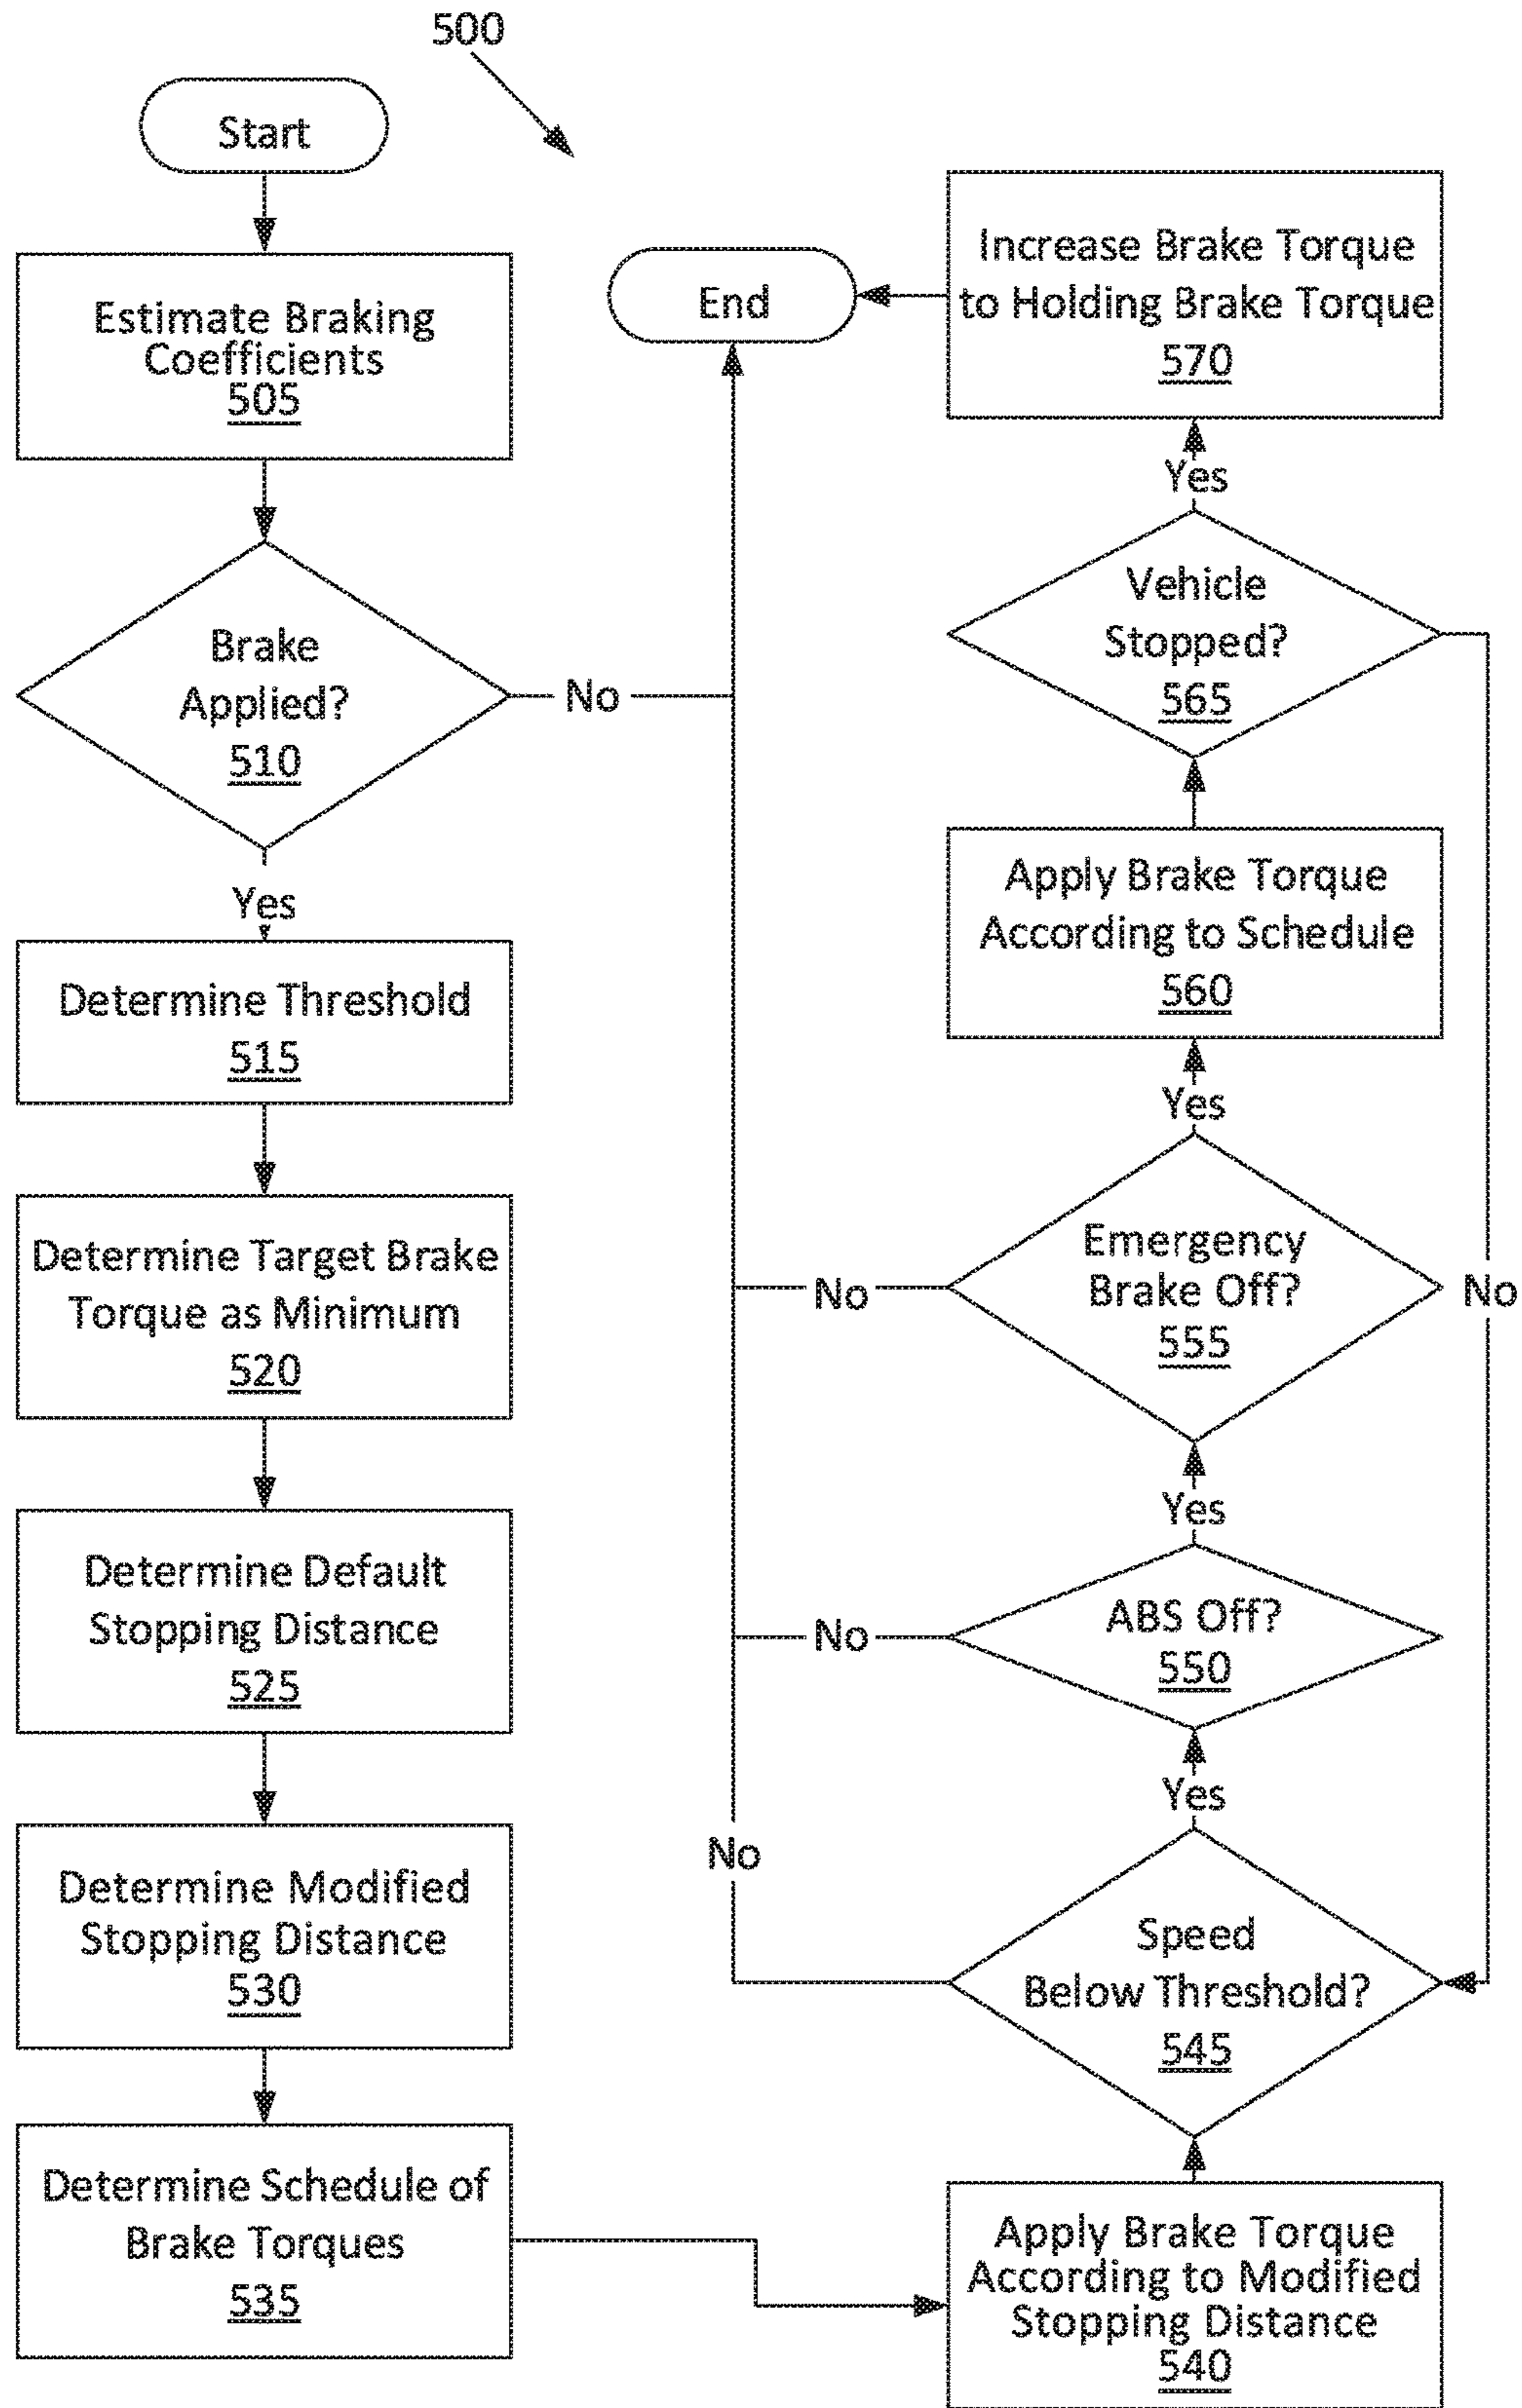 500
Start
Estimate Braking
Coefficients
505
Brake
Applied?
510
No
Yes
Determine Threshold
515
Determine Target Brake
Torque as Minimum
520
Determine Default
Stopping Distance
525
Determine Modified
Stopping Distance
530
Determine Schedule of
Brake Torques
535
Apply Brake Torque
According to Modified
Stopping Distance
540
Speed
Below Threshold?
545
No
Yes
ABS Off?
550
No
Yes
Emergency
Brake Off?
555
No
Yes
Apply Brake Torque
According to Schedule
560
Vehicle
Stopped?
565
No
Yes
Increase Brake Torque
to Holding Brake Torque
570
End